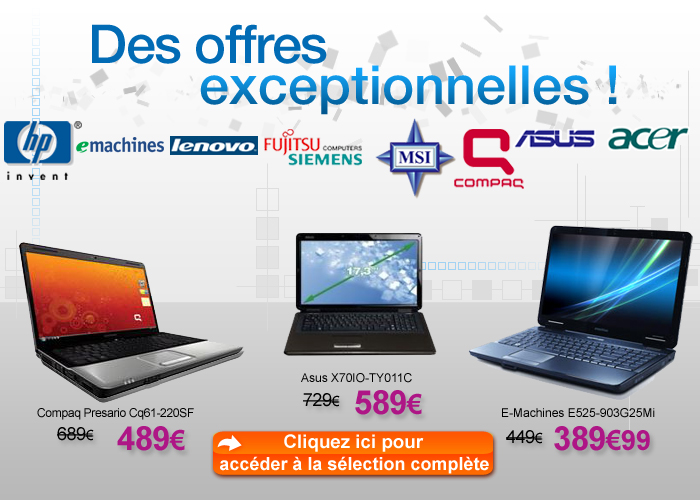 Des offres
exceptionnelles !
hp ®
invent
emachines
lenovo
FUJITSU COMPUTERS
SIEMENS
MSI
COMPAQ
ASUS
acer
17.3"
Compaq Presario Cq61-220SF
689€ 489€
Asus X70IO-TY011C
729€ 589€
E-Machines E525-903G25Mi
449€ 389€99
Cliquez ici pour
accéder à la sélection complète